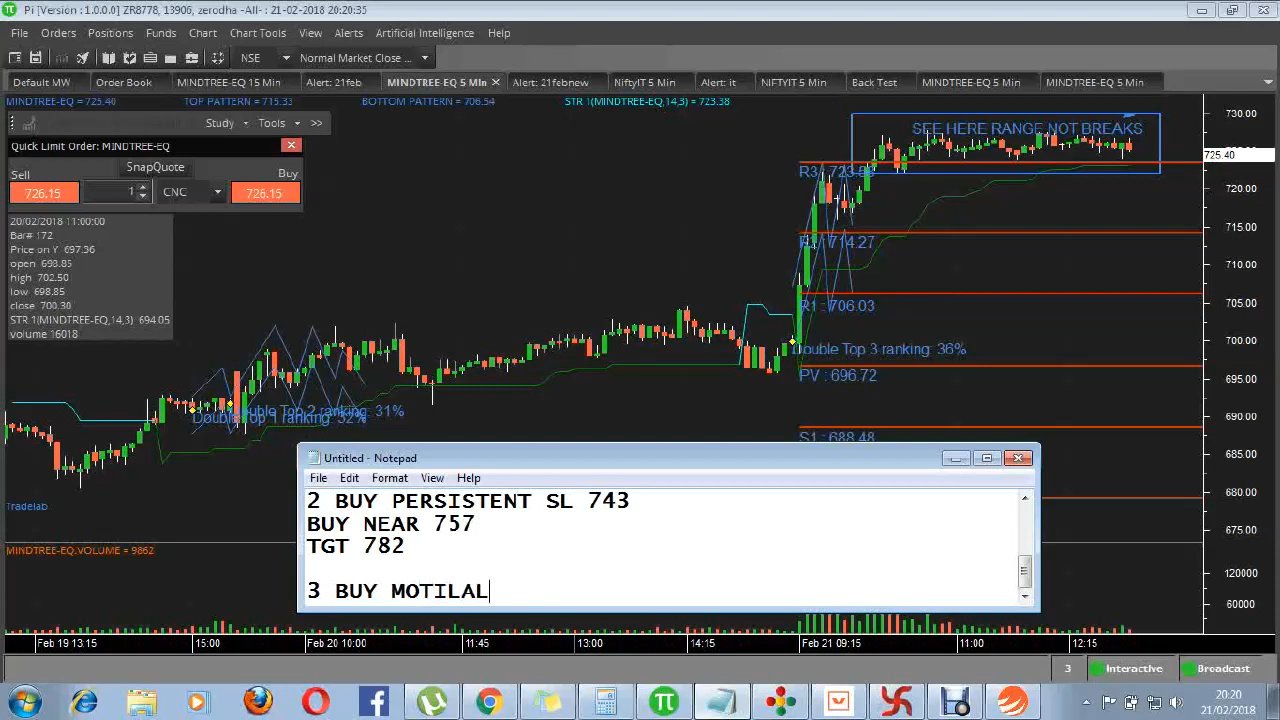 Pi [Version : 1.0.0.0] ZR8778, 13906, zerodha -All- : 21-02-2018 20:20:35
File Orders Positions Funds Chart Chart Tools View Alerts Artificial Intelligence Help
NSE Normal Market Close ...
Default MW Order Book MINDTREE-EQ 15 Min Alert: 21feb MINDTREE-EQ 5 MIn Alert: 21febnew NiftyIT 5 Min Alert: it NIFTYIT 5 Min Back Test MINDTREE-EQ 5 Min MINDTREE-EQ 5 Min
MINDTREE-EQ = 725.40 TOP PATTERN = 715.33 BOTTOM PATTERN = 706.54 STR 1(MINDTREE-EQ,14,3) = 723.38
Study Tools >>
Quick Limit Order: MINDTREE-EQ
SnapQuote
Sell Buy
726.15 1 CNC 726.15
20/02/2018 11:00:00
Bar# 172
Price on Y 697.36
open 698.85
high 702.50
low 698.85
close 700.30
STR 1(MINDTREE-EQ,14,3) 694.05
volume 16018
SEE HERE RANGE NOT BREAKS
714.27
R1 : 706.03
Double Top 3 ranking: 36%
PV : 696.72
S1 : 688.48
Double Top 2 ranking: 31%
Double Top 1 ranking: 32%
730.00
725.40
720.00
715.00
710.00
705.00
700.00
695.00
690.00
685.00
680.00
675.00
Tradelab
MINDTREE-EQ.VOLUME = 9862
120000
60000
Untitled - Notepad
File Edit Format View Help
2 BUY PERSISTENT SL 743
BUY NEAR 757
TGT 782
3 BUY MOTILAL
Feb 19 13:15 15:00 Feb 20 10:00 11:45 13:00 14:15 Feb 21 09:15 11:00 12:15
3 Interactive Broadcast
20:20
21/02/2018